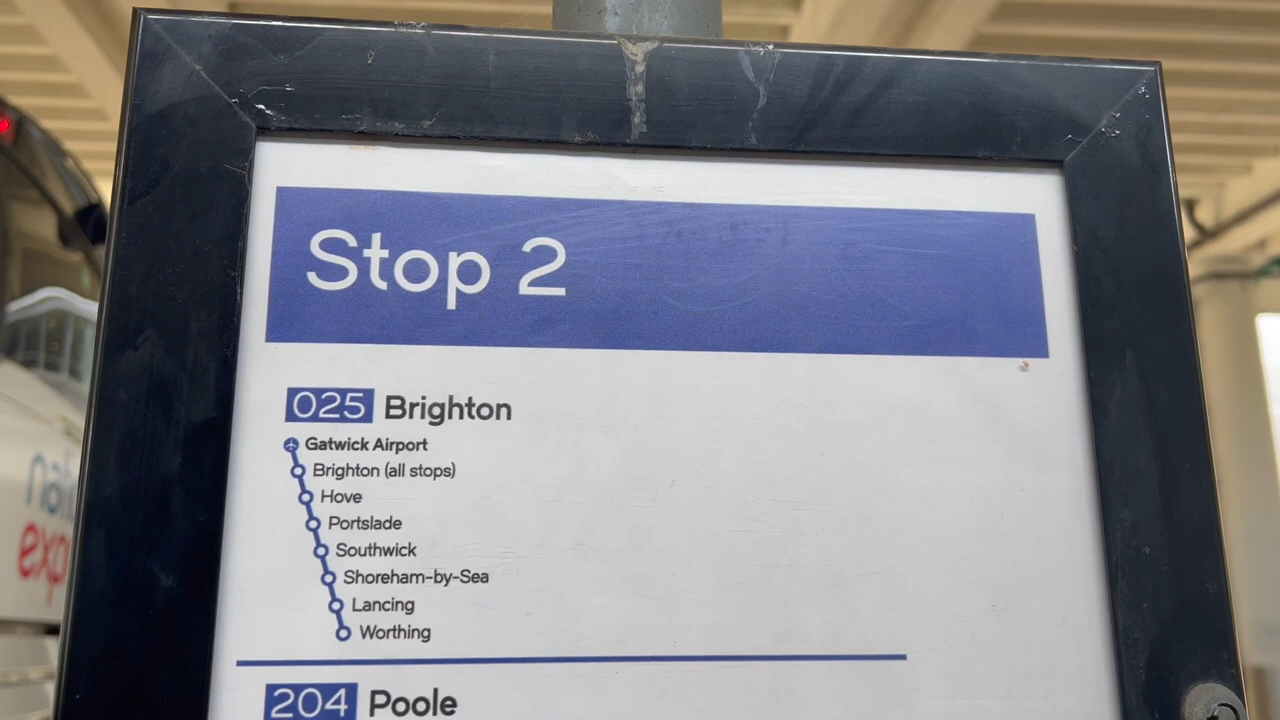 Stop 2
025 Brighton
Gatwick Airport
Brighton (all stops)
Hove
Portslade
Southwick
Shoreham-by-Sea
Lancing
Worthing
204 Poole